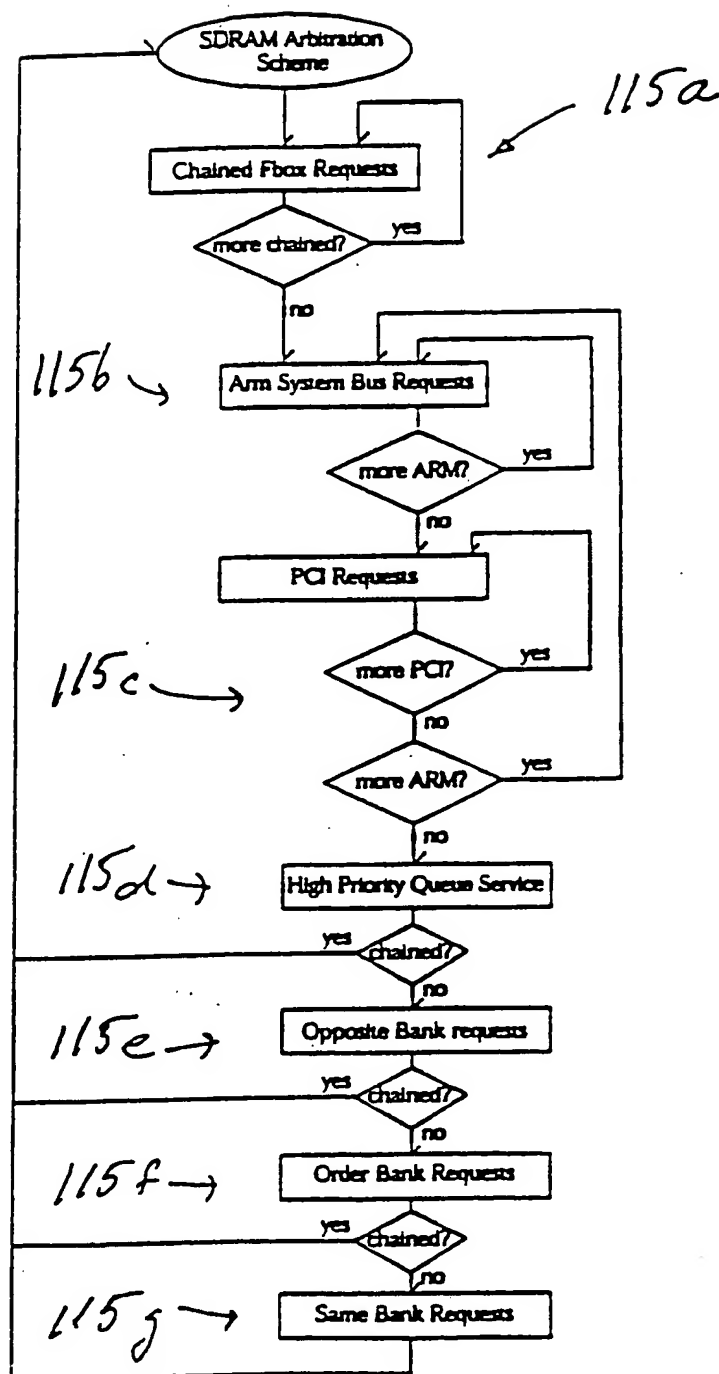 SDRAM Arbitration
Scheme
115a
Chained Fbox Requests
more chained?
yes
no
115b
Arm System Bus Requests
more ARM?
yes
no
PCI Requests
115c
more PCI?
yes
no
more ARM?
yes
no
115d
High Priority Queue Service
yes
chained?
no
115e
Opposite Bank requests
yes
chained?
no
115f
Order Bank Requests
yes
chained?
no
115g
Same Bank Requests